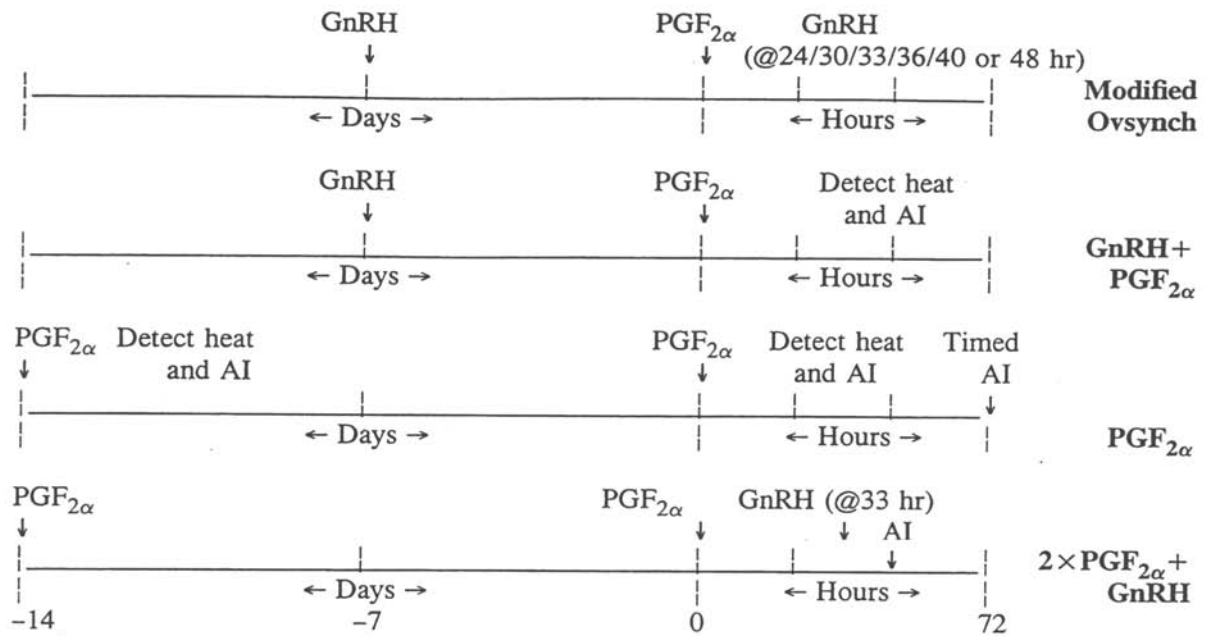 GnRH PGF2α GnRH
(@24/30/33/36/40 or 48 hr)
Modified
← Days → ← Hours → Ovsynch
GnRH PGF2α Detect heat
and AI
GnRH+
← Days → ← Hours → PGF2α
PGF2α Detect heat PGF2α Detect heat Timed
and AI and AI AI
← Days → ← Hours → PGF2α
PGF2α PGF2α GnRH (@33 hr)
AI
2×PGF2α+
← Days → ← Hours → GnRH
-14 -7 0 72